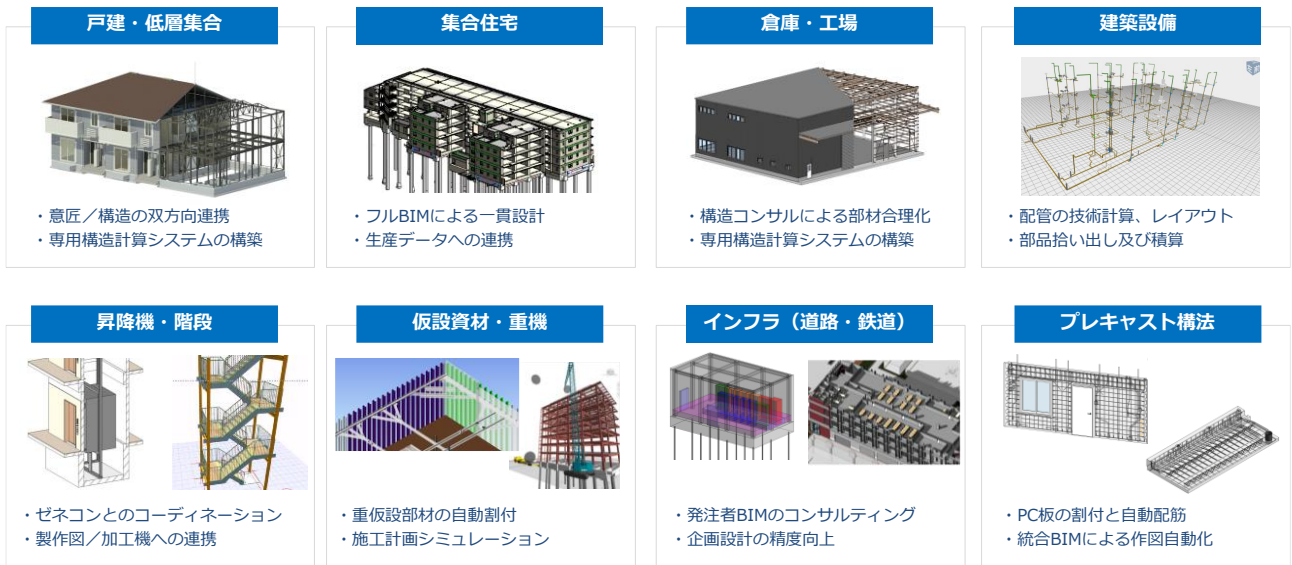 戸建・低層集合
・意匠／構造の双方向連携
・専用構造計算システムの構築
集合住宅
・フルBIMによる一貫設計
・生産データへの連携
倉庫・工場
・構造コンサルによる部材合理化
・専用構造計算システムの構築
建築設備
・配管の技術計算、レイアウト
・部品拾い出し及び積算
昇降機・階段
・ゼネコンとのコーディネーション
・製作図／加工機への連携
仮設資材・重機
・重仮設部材の自動割付
・施工計画シミュレーション
インフラ（道路・鉄道）
・発注者BIMのコンサルティング
・企画設計の精度向上
プレキャスト構法
・PC板の割付と自動配筋
・統合BIMによる作図自動化